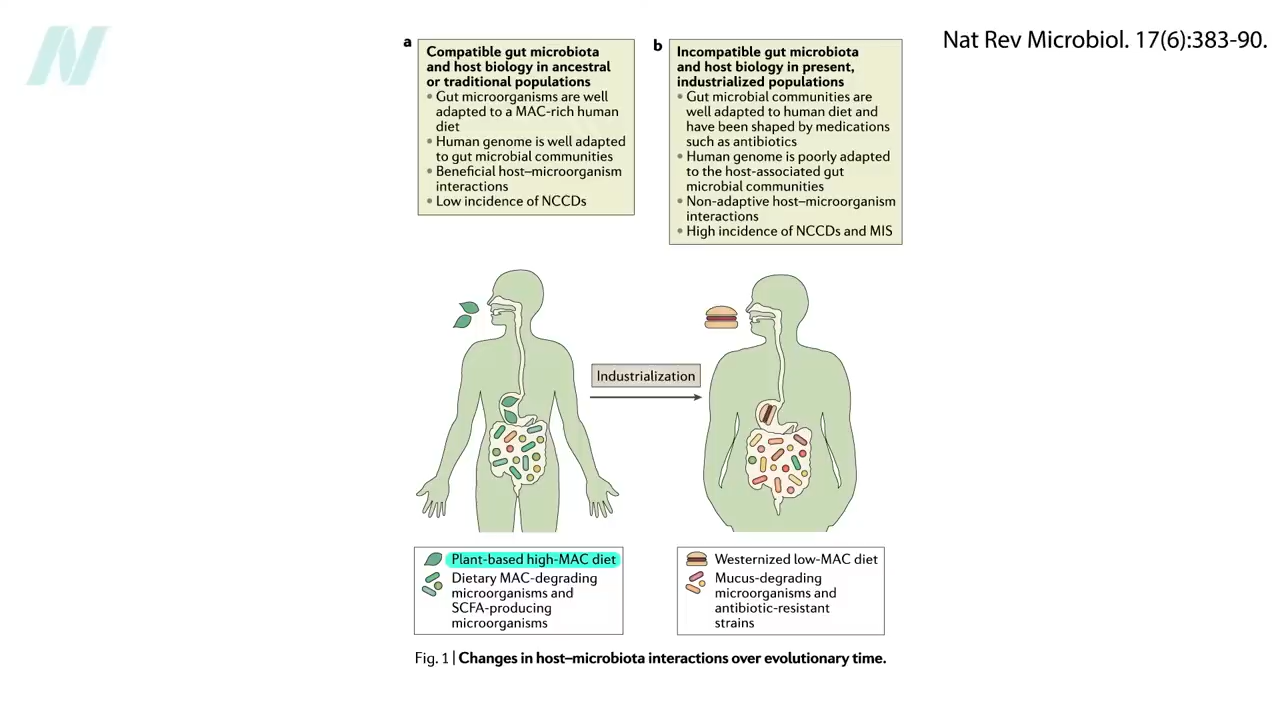 Nat Rev Microbiol. 17(6):383-90.
a
Compatible gut microbiota
and host biology in ancestral
or traditional populations
• Gut microorganisms are well
adapted to a MAC-rich human
diet
• Human genome is well adapted
to gut microbial communities
• Beneficial host–microorganism
interactions
• Low incidence of NCCDs
b
Incompatible gut microbiota
and host biology in present,
industrialized populations
• Gut microbial communities are
well adapted to human diet and
have been shaped by medications
such as antibiotics
• Human genome is poorly adapted
to the host-associated gut
microbial communities
• Non-adaptive host–microorganism
interactions
• High incidence of NCCDs and MIS
Industrialization
Plant-based high-MAC diet
Dietary MAC-degrading
microorganisms and
SCFA-producing
microorganisms
Westernized low-MAC diet
Mucus-degrading
microorganisms and
antibiotic-resistant
strains
Fig. 1 | Changes in host–microbiota interactions over evolutionary time.